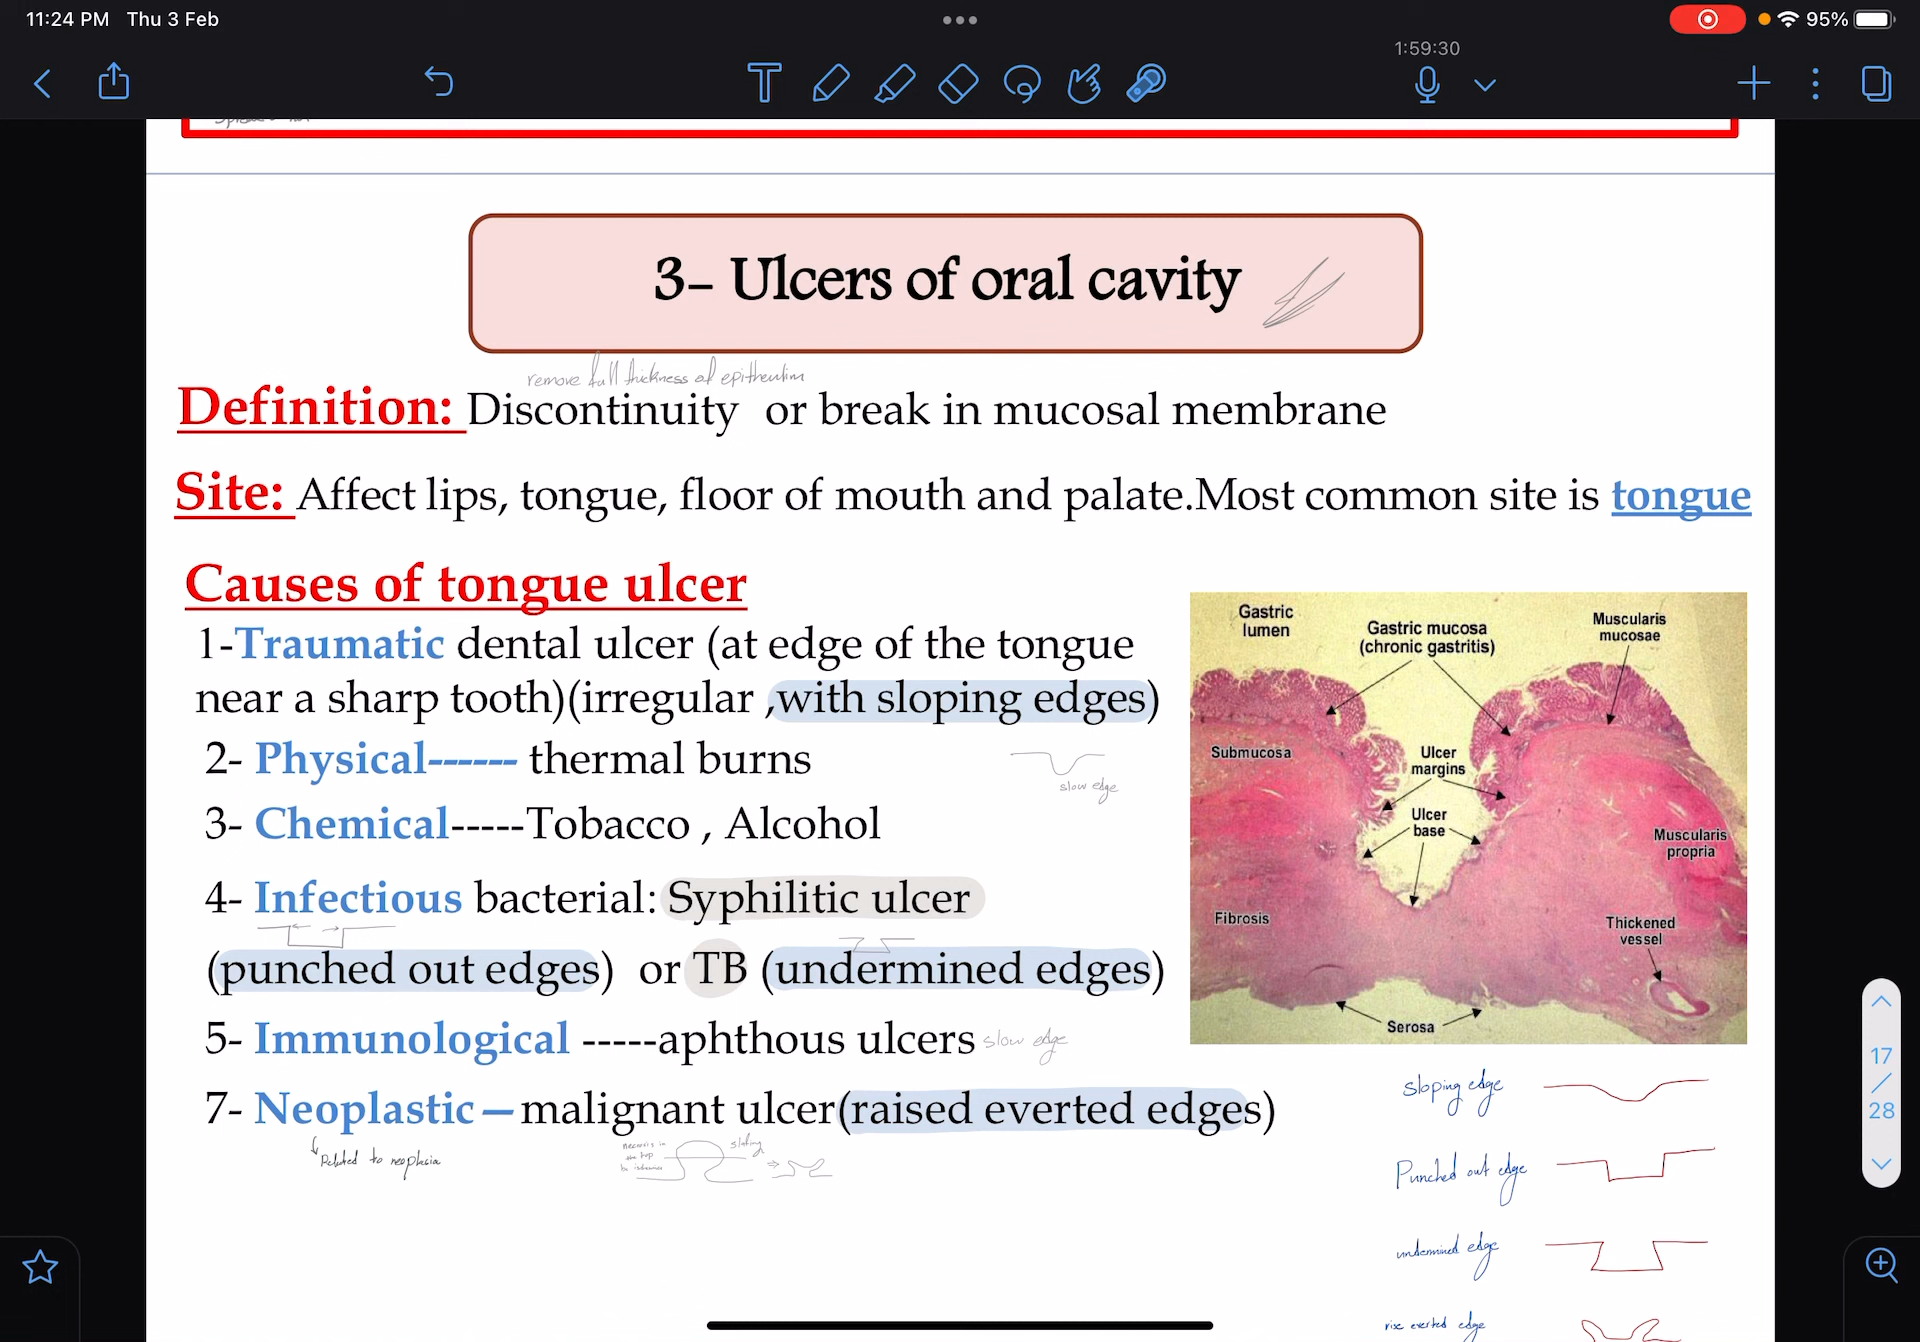 11:24 PM Thu 3 Feb
95%
1:59:30
3- Ulcers of oral cavity
remove full thickness of epitheulim
Definition: Discontinuity or break in mucosal membrane
Site: Affect lips, tongue, floor of mouth and palate.Most common site is tongue
Causes of tongue ulcer
1-Traumatic dental ulcer (at edge of the tongue
near a sharp tooth)(irregular ,with sloping edges)
2- Physical------ thermal burns
slow edge
3- Chemical-----Tobacco , Alcohol
4- Infectious bacterial: Syphilitic ulcer
(punched out edges) or TB (undermined edges)
5- Immunological -----aphthous ulcers slow edge
7- Neoplastic—malignant ulcer(raised everted edges)
Related to neoplasia
necrosis in
the top
Gastric
lumen
Gastric mucosa
(chronic gastritis)
Muscularis
mucosae
Submucosa
Ulcer
margins
Ulcer
base
Muscularis
propria
Fibrosis
Thickened
vessel
Serosa
sloping edge
Punched out edge
undermined edge
rise everted edge
17
/
28